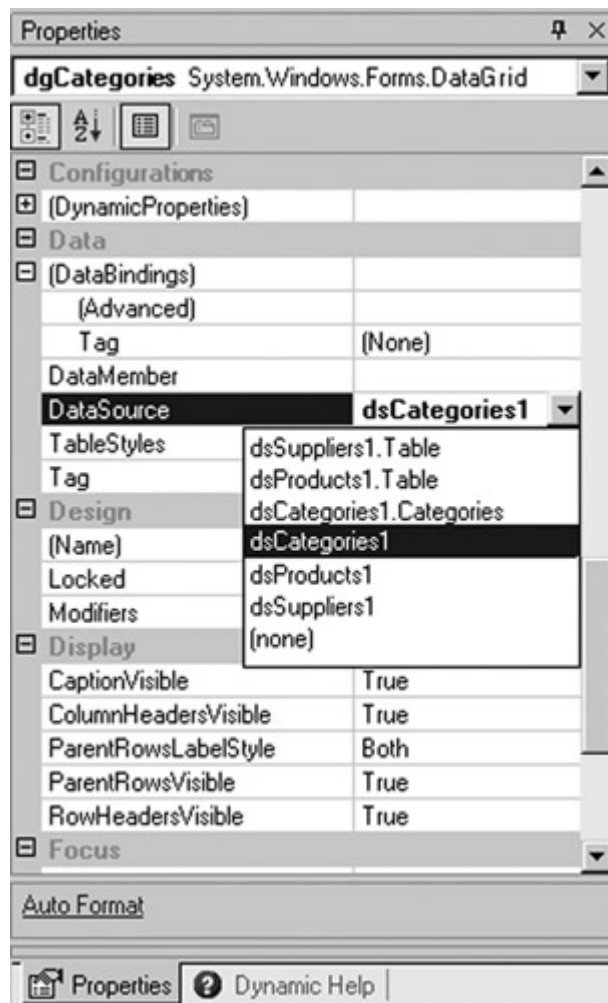 Properties
dgCategories System.Windows.Forms.DataGrid
Configurations
(DynamicProperties)
Data
(DataBindings)
(Advanced)
Tag (None)
DataMember
DataSource dsCategories1
TableStyles
dsSuppliers1.Table
Tag
dsProducts1.Table
Design
dsCategories1.Categories
(Name)
dsCategories1
Locked
dsProducts1
Modifiers
dsSuppliers1
Display
(none)
CaptionVisible True
ColumnHeadersVisible True
ParentRowsLabelStyle Both
ParentRowsVisible True
RowHeadersVisible True
Focus
Auto Format
Properties Dynamic Help